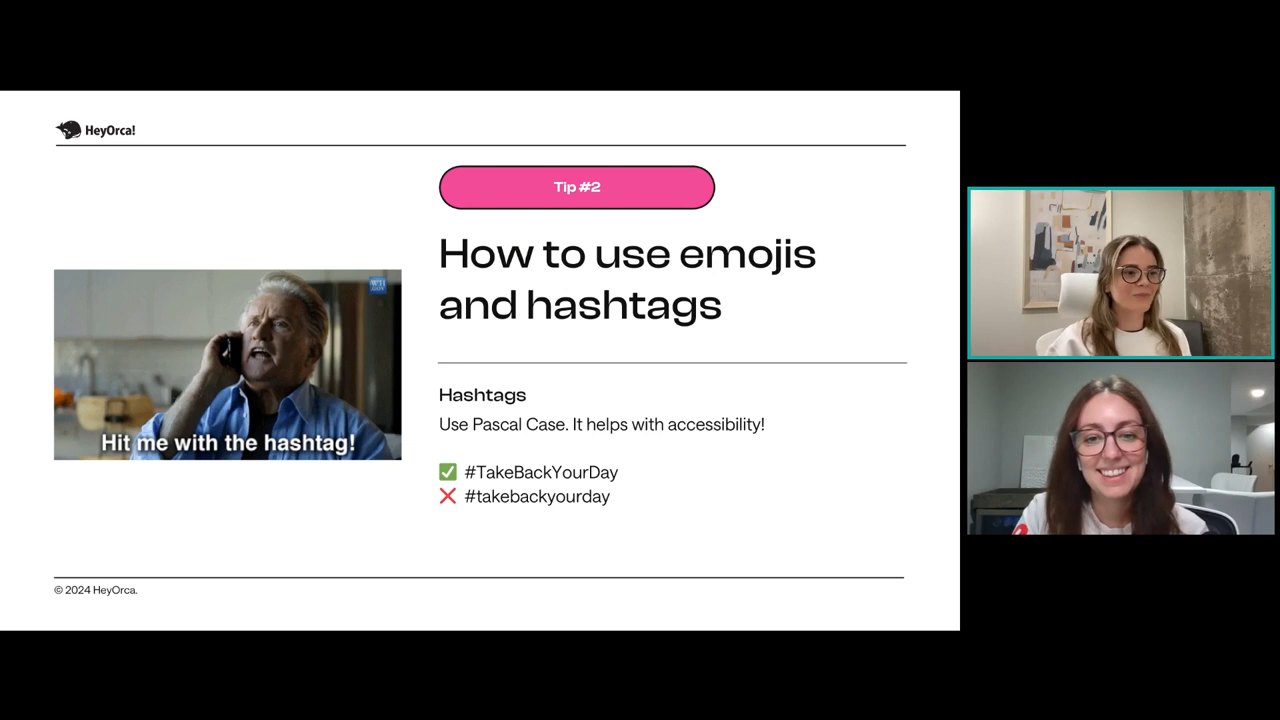 HeyOrca!
Tip #2
How to use emojis
and hashtags
Hit me with the hashtag!
Hashtags
Use Pascal Case. It helps with accessibility!
✅ #TakeBackYourDay
❌ #takebackyourday
© 2024 HeyOrca.